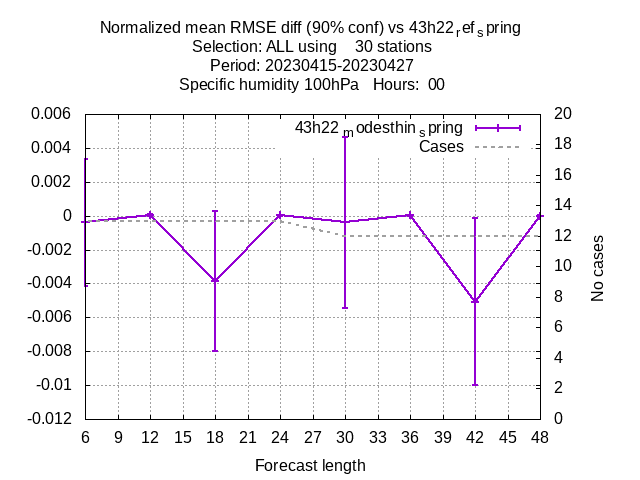 Normalized mean RMSE diff (90% conf) vs 43h22refspring
Selection: ALL using 30 stations
Period: 20230415-20230427
Specific humidity 100hPa Hours: 00
43h22modesthinspring
Cases
0.006
0.004
0.002
0
-0.002
-0.004
-0.006
-0.008
-0.01
-0.012
20
18
16
14
12
10
8
6
4
2
0
No cases
6 9 12 15 18 21 24 27 30 33 36 39 42 45 48
Forecast length